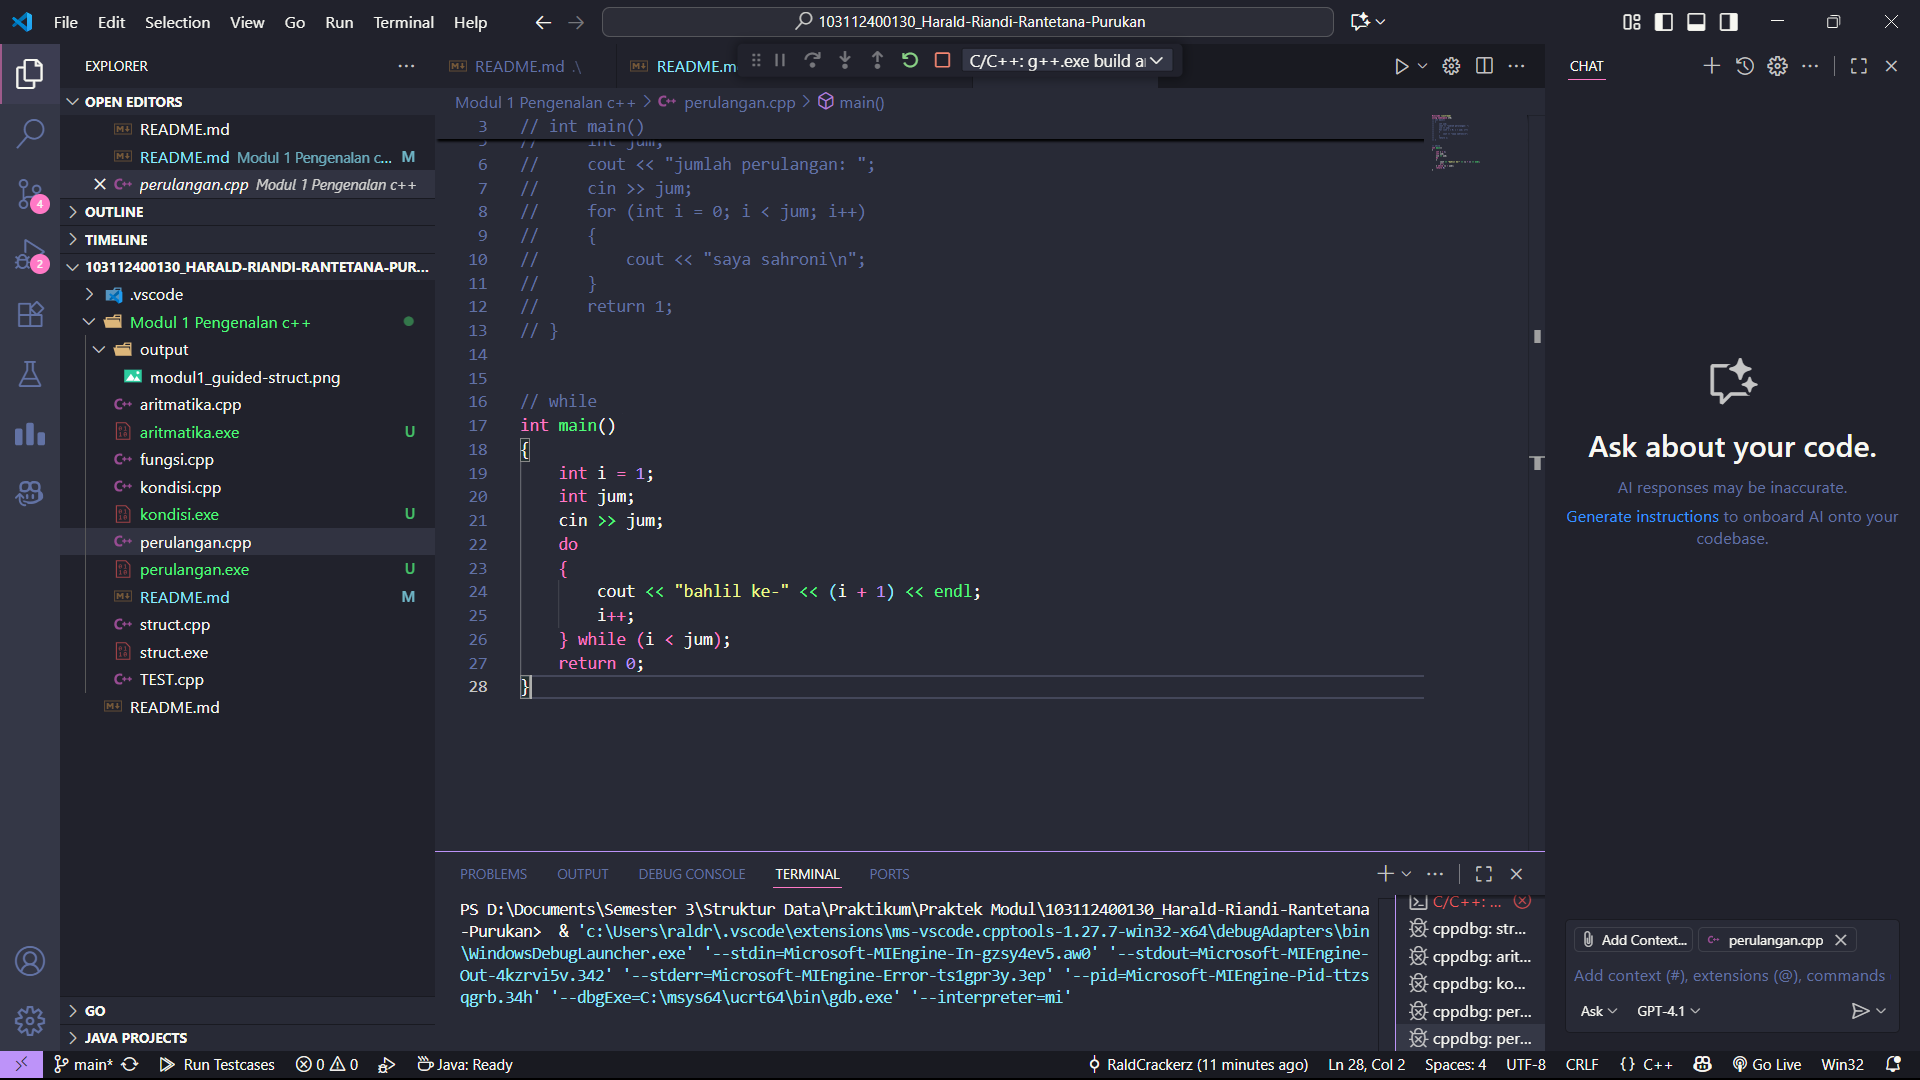 File Edit Selection View Go Run Terminal Help
103112400130_Harald-Riandi-Rantetana-Purukan
EXPLORER
OPEN EDITORS
README.md
README.md Modul 1 Pengenalan c... M
perulangan.cpp Modul 1 Pengenalan c++
OUTLINE
TIMELINE
103112400130_HARALD-RIANDI-RANTETANA-PUR...
.vscode
Modul 1 Pengenalan c++
output
modul1_guided-struct.png
aritmatika.cpp
aritmatika.exe U
fungsi.cpp
kondisi.cpp
kondisi.exe U
perulangan.cpp
perulangan.exe U
README.md M
struct.cpp
struct.exe
TEST.cpp
README.md
GO
JAVA PROJECTS
4
2
README.md .\
README.m
C/C++: g++.exe build a
Modul 1 Pengenalan c++ > perulangan.cpp > main()
3 // int main()
5 // int jum;
6 // cout << "jumlah perulangan: ";
7 // cin >> jum;
8 // for (int i = 0; i < jum; i++)
9 // {
10 // cout << "saya sahroni\n";
11 // }
12 // return 1;
13 // }
14
15
16 // while
17 int main()
18 {
19 int i = 1;
20 int jum;
21 cin >> jum;
22 do
23 {
24 cout << "bahlil ke-" << (i + 1) << endl;
25 i++;
26 } while (i < jum);
27 return 0;
28 }
PROBLEMS OUTPUT DEBUG CONSOLE TERMINAL PORTS
PS D:\Documents\Semester 3\Struktur Data\Praktikum\Praktek Modul\103112400130_Harald-Riandi-Rantetana
-Purukan> & 'c:\Users\raldr\.vscode\extensions\ms-vscode.cpptools-1.27.7-win32-x64\debugAdapters\bin
\WindowsDebugLauncher.exe' '--stdin=Microsoft-MIEngine-In-gzsy4ev5.aw0' '--stdout=Microsoft-MIEngine-
Out-4kzrvi5v.342' '--stderr=Microsoft-MIEngine-Error-ts1gpr3y.3ep' '--pid=Microsoft-MIEngine-Pid-ttzs
qgrb.34h' '--dbgExe=C:\msys64\ucrt64\bin\gdb.exe' '--interpreter=mi'
C/C++: ...
cppdbg: str...
cppdbg: arit...
cppdbg: ko...
cppdbg: per...
cppdbg: per...
CHAT
Ask about your code.
AI responses may be inaccurate.
Generate instructions to onboard AI onto your
codebase.
Add Context... perulangan.cpp
Add context (#), extensions (@), commands
Ask GPT-4.1
main* Run Testcases 0 0 Java: Ready
RaldCrackerz (11 minutes ago) Ln 28, Col 2 Spaces: 4 UTF-8 CRLF {} C++ Go Live Win32